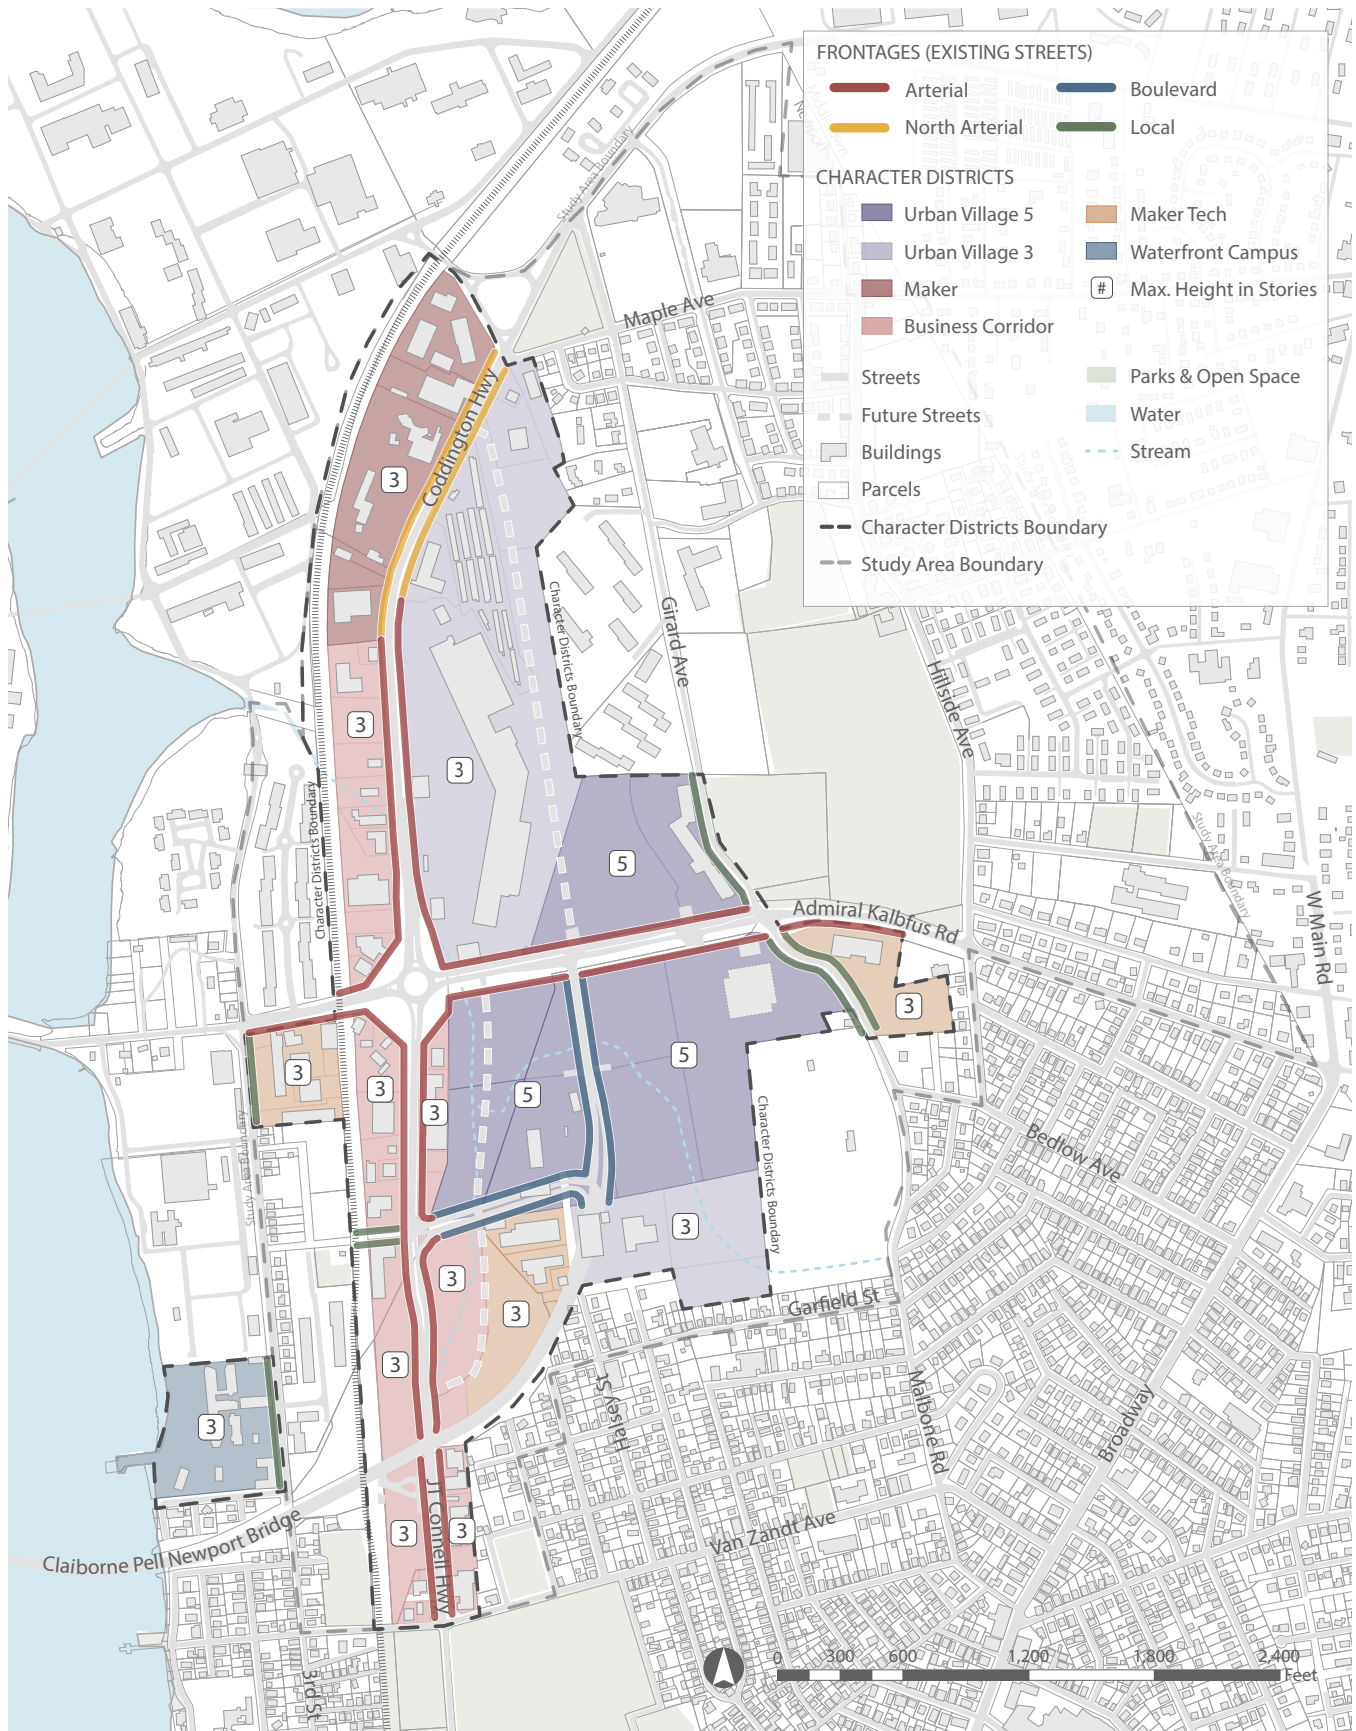 FRONTAGES (EXISTING STREETS)
Arterial
Boulevard
North Arterial
Local
CHARACTER DISTRICTS
Urban Village 5
Maker Tech
Urban Village 3
Waterfront Campus
Maker
# Max. Height in Stories
Business Corridor
Streets
Parks & Open Space
Future Streets
Water
Buildings
Stream
Parcels
Character Districts Boundary
Study Area Boundary
Study Area Boundary
Maple Ave
Coddington Hwy
3
Character Districts Boundary
Girard Ave
Hillside Ave
3
3
Character Districts Boundary
5
Study Area Boundary
Admiral Kalbfus Rd
W Main Rd
3
3
5
3
3
5
Study Area Boundary
Character Districts Boundary
Bedlow Ave
3
3
3
Garfield St
3
Halsey St
Malbone Rd
Broadway
3
JT Connell Hwy
3
3
Van Zandt Ave
Claiborne Pell Newport Bridge
3rd St
0 300 600 1,200 1,800 2,400
Feet